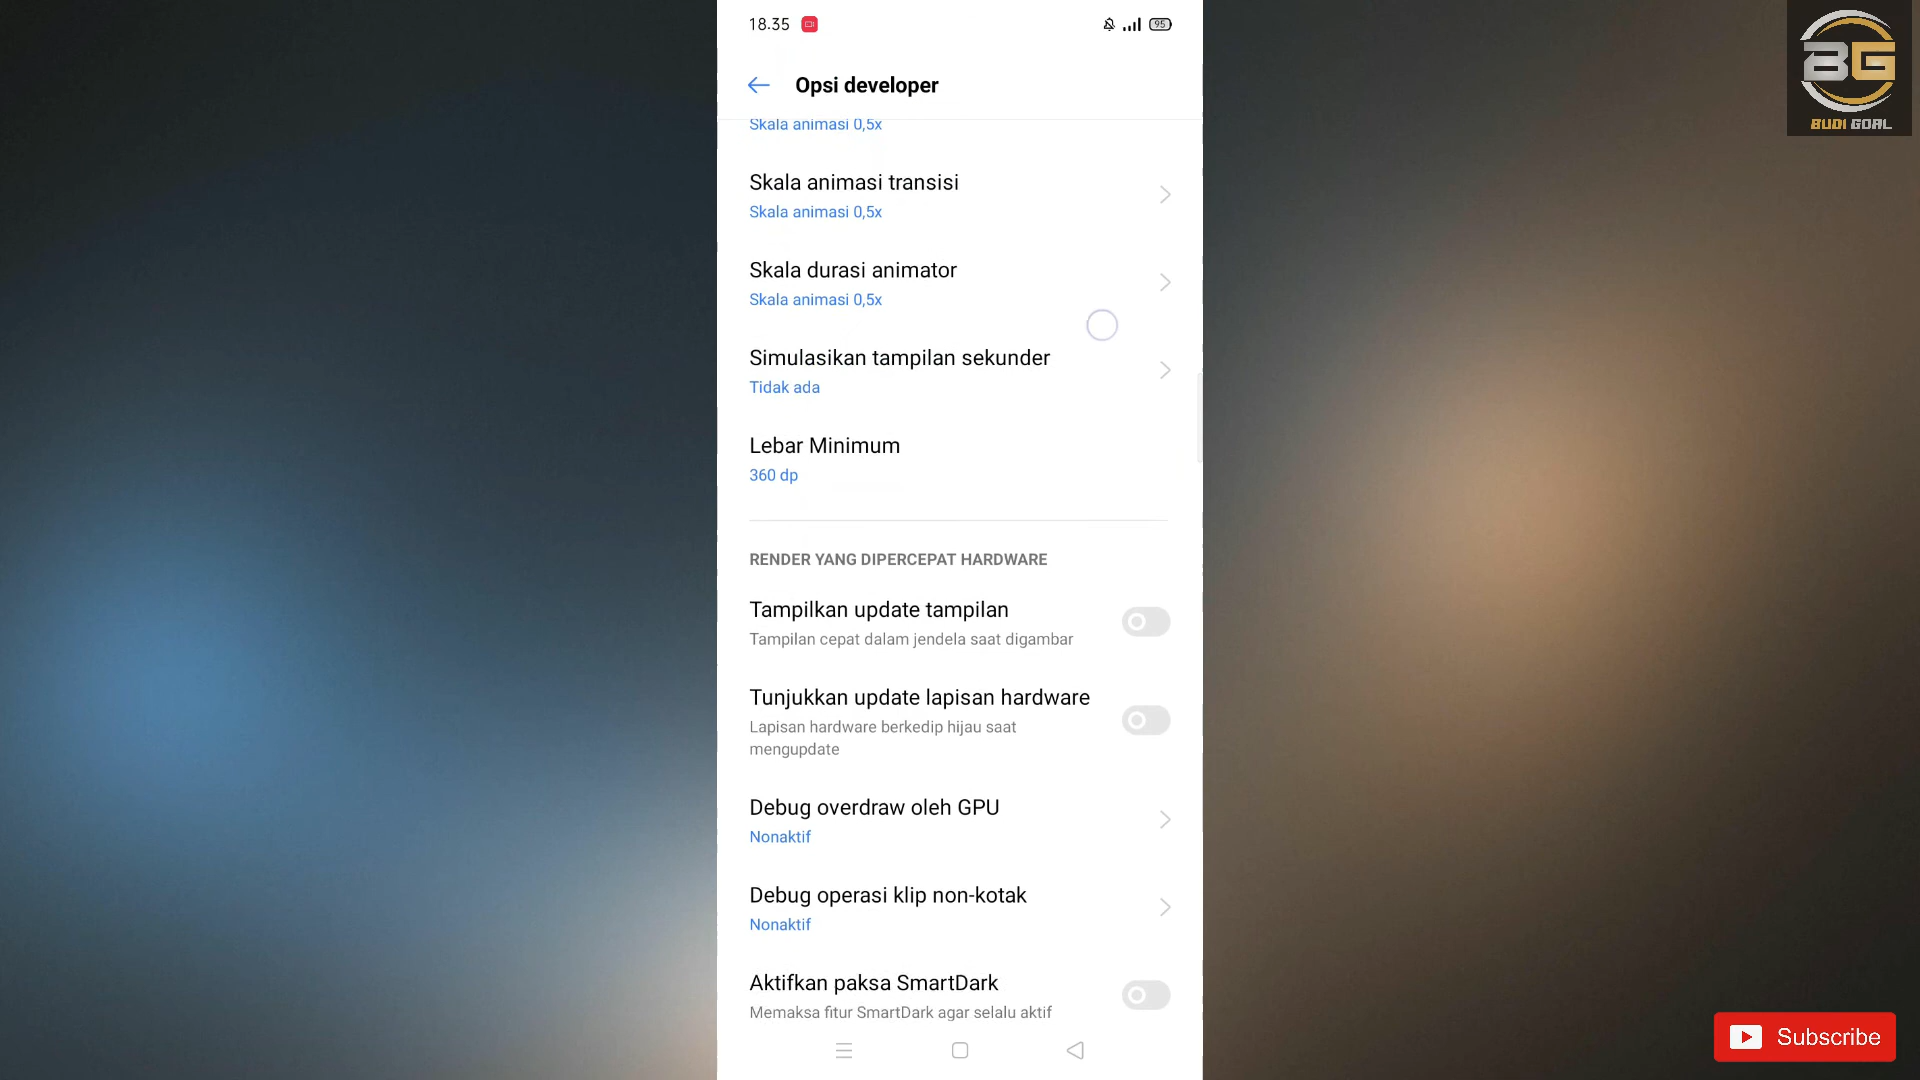 18.35
95
Opsi developer
Skala animasi 0,5x
Skala animasi transisi
Skala animasi 0,5x
Skala durasi animator
Skala animasi 0,5x
Simulasikan tampilan sekunder
Tidak ada
Lebar Minimum
360 dp
RENDER YANG DIPERCEPAT HARDWARE
Tampilkan update tampilan
Tampilan cepat dalam jendela saat digambar
Tunjukkan update lapisan hardware
Lapisan hardware berkedip hijau saat
mengupdate
Debug overdraw oleh GPU
Nonaktif
Debug operasi klip non-kotak
Nonaktif
Aktifkan paksa SmartDark
Memaksa fitur SmartDark agar selalu aktif
BG
BUDI GOAL
Subscribe